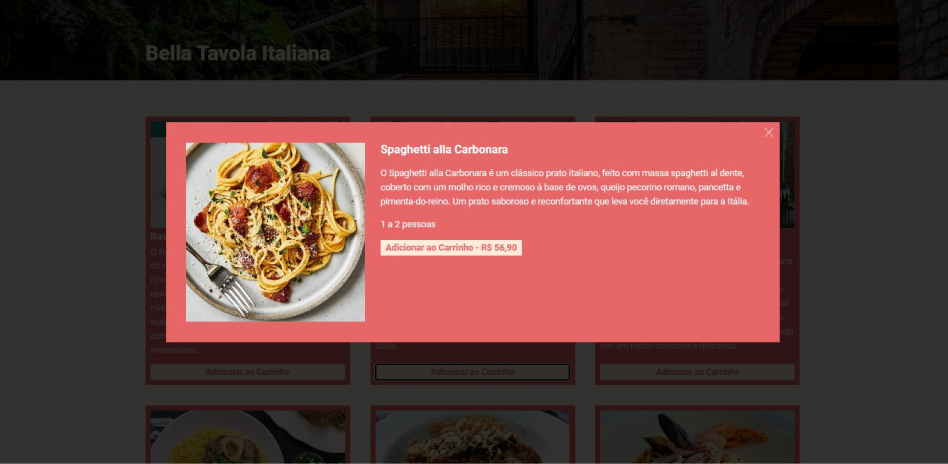 Bella Tavola Italiana
Spaghetti alla Carbonara
O Spaghetti alla Carbonara é um clássico prato italiano, feito com massa spaghetti al dente,
coberto com um molho rico e cremoso à base de ovos, queijo pecorino romano, pancetta e
pimenta-do-reino. Um prato saboroso e reconfortante que leva você diretamente para a Itália.
1 a 2 pessoas
Adicionar ao Carrinho - R$ 56,90
irresistíveis.
Itália.
Adicionar ao Carrinho
Adicionar ao Carrinho
Adicionar ao Carrinho